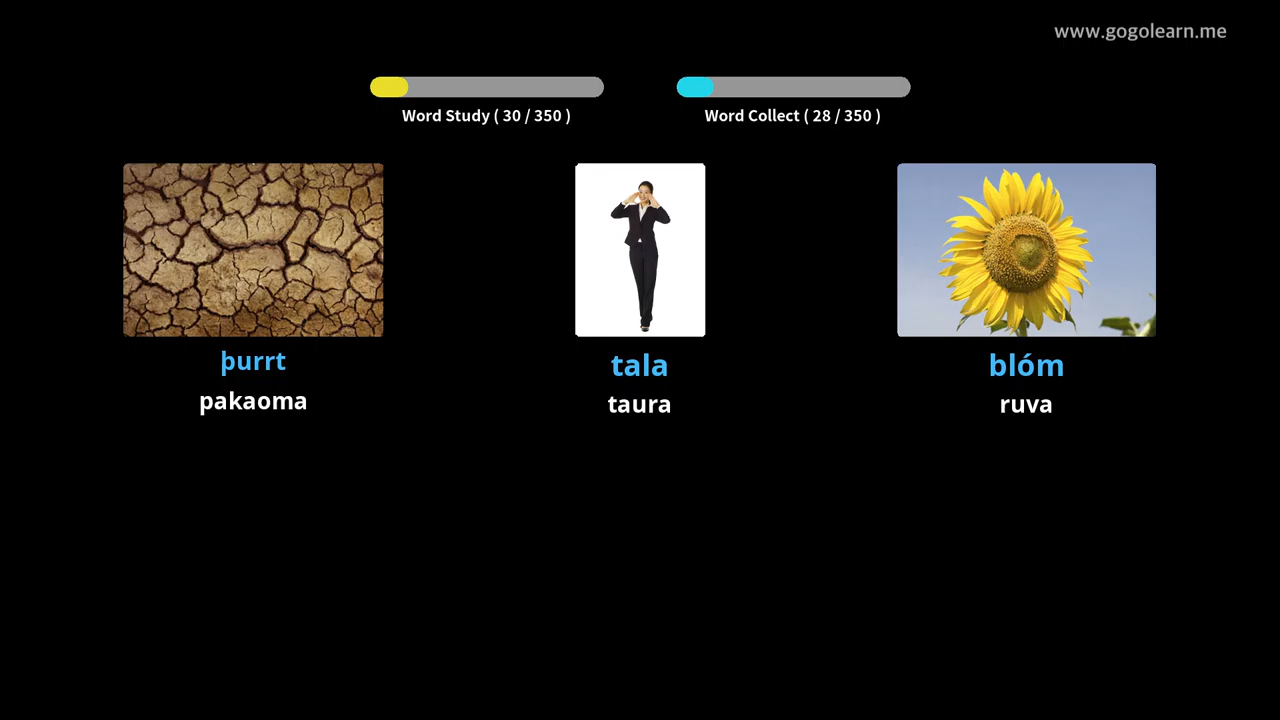 www.gogolearn.me
Word Study ( 30 / 350 )
Word Collect ( 28 / 350 )
þurrt
pakaoma
tala
taura
blóm
ruva